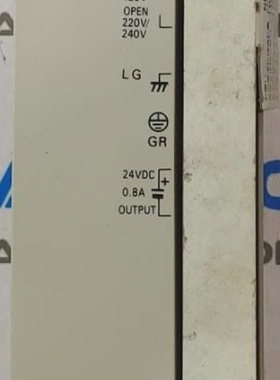 OPEN
220V/
240V
LG
GR
24VDC +
0.8A
OUTPUT